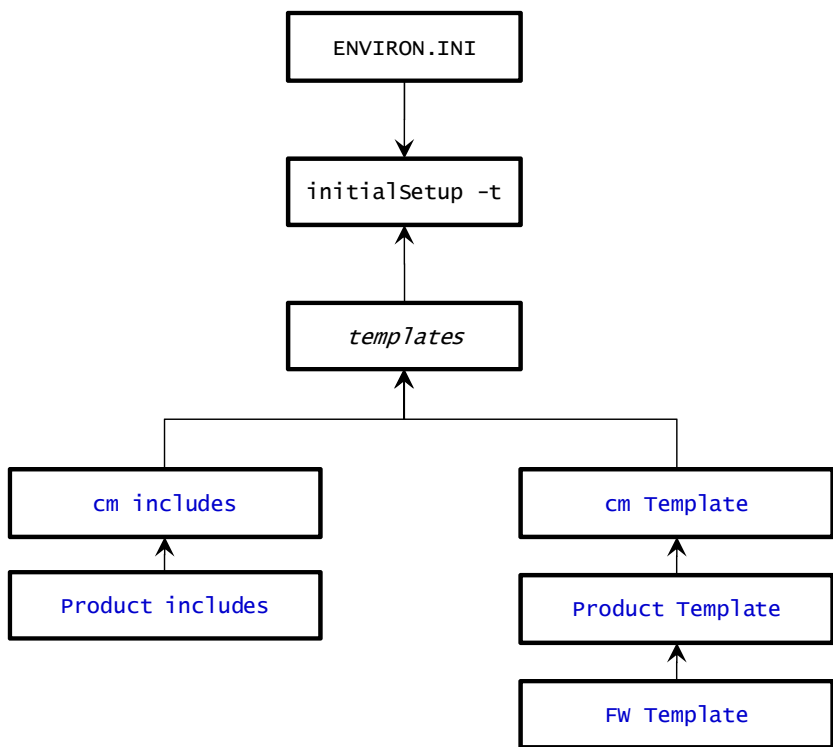 ENVIRON.INI
initialSetup –t
templates
cm includes
cm Template
Product includes
Product Template
FW Template